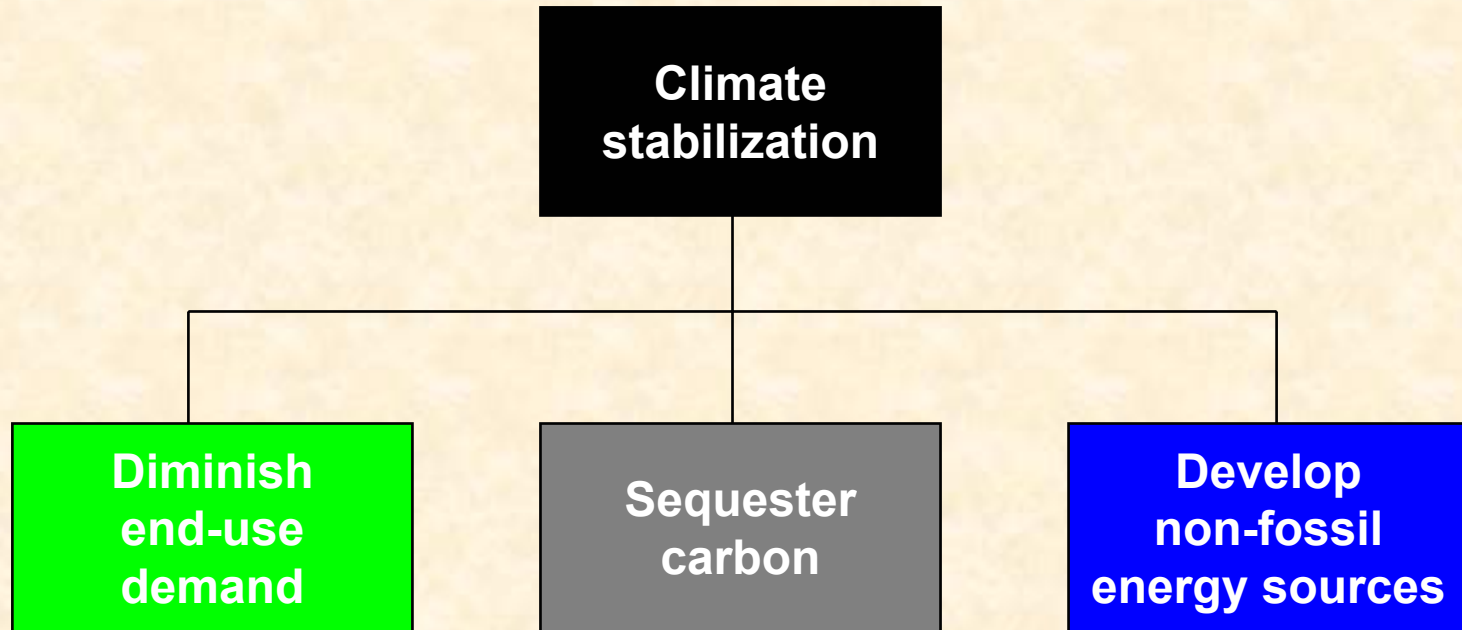 Climate
stabilization
Diminish
end-use
demand
Sequester
carbon
Develop
non-fossil
energy sources